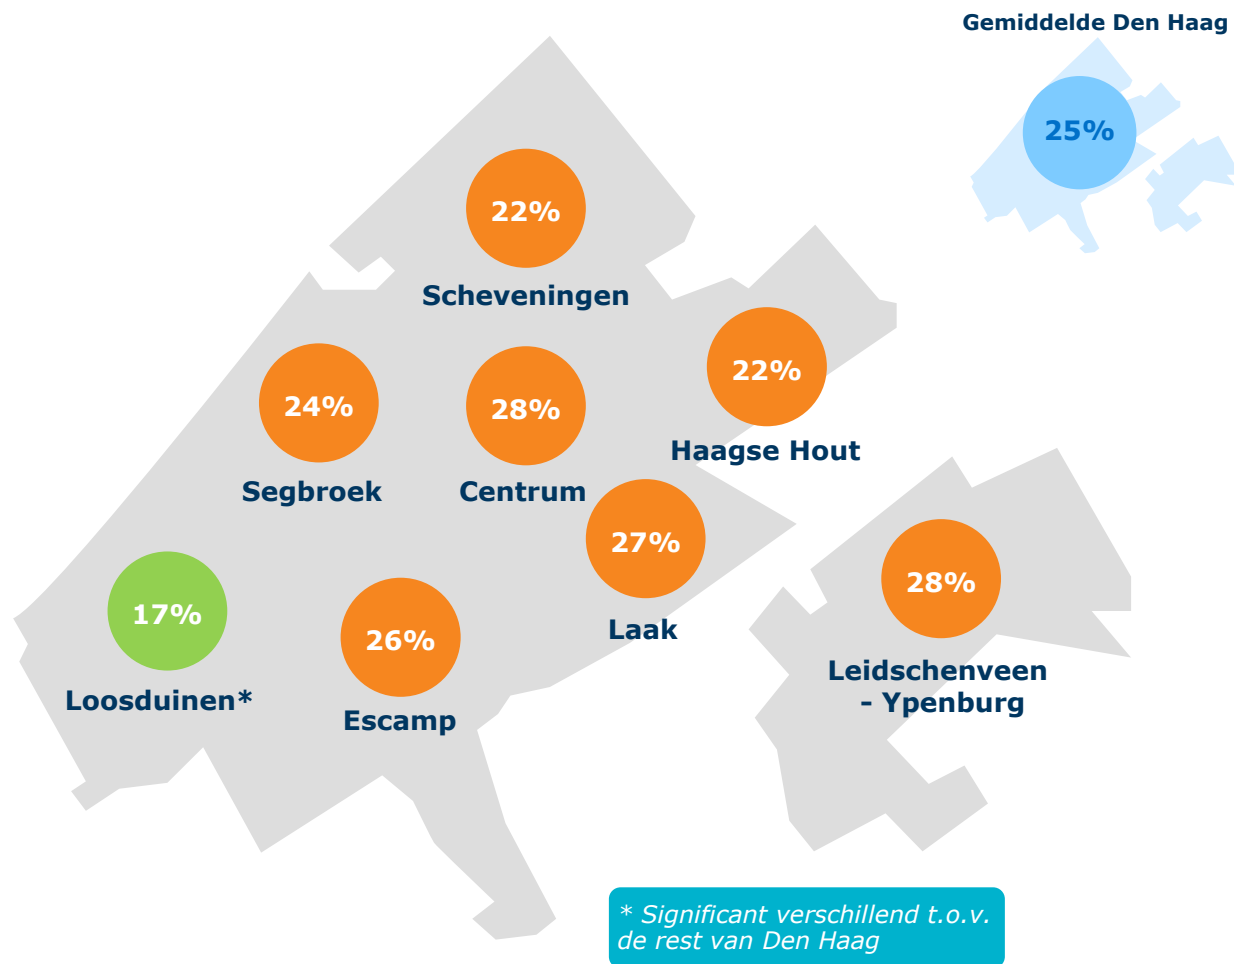 Gemiddelde Den Haag
25%
22%
Scheveningen
22%
Haagse Hout
24%
Segbroek
28%
Centrum
27%
Laak
28%
Leidschenveen
- Ypenburg
17%
Loosduinen*
26%
Escamp
* Significant verschillend t.o.v.
de rest van Den Haag